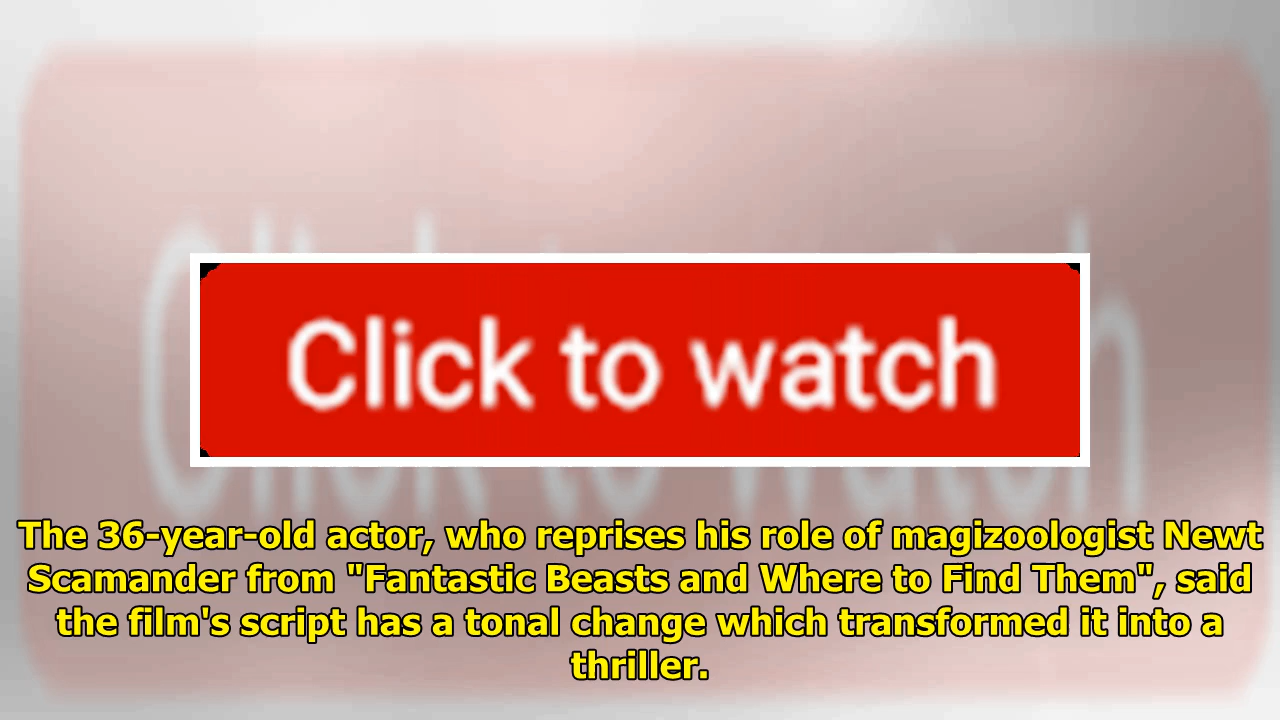 Click to watch
The 36-year-old actor, who reprises his role of magizoologist Newt
Scamander from "Fantastic Beasts and Where to Find Them", said
the film's script has a tonal change which transformed it into a
thriller.